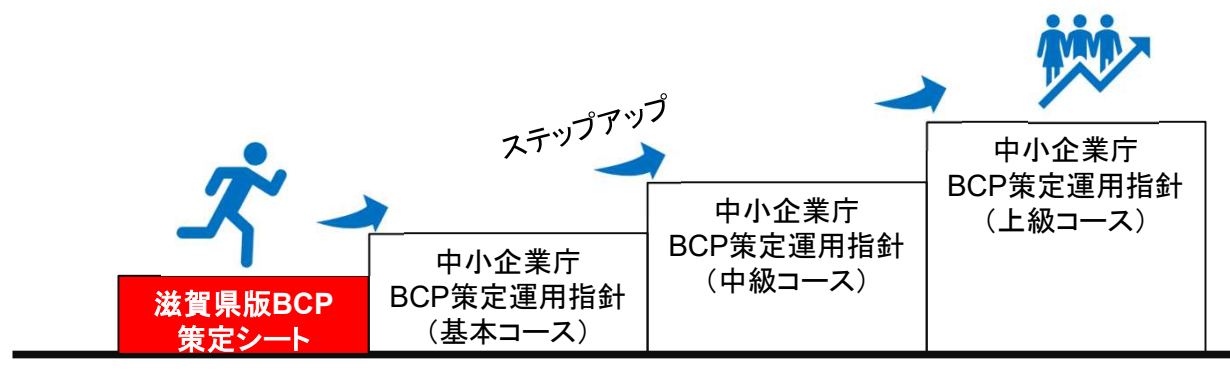 ステップアップ
滋賀県版BCP
策定シート
中小企業庁
BCP策定運用指針
（基本コース）
中小企業庁
BCP策定運用指針
（中級コース）
中小企業庁
BCP策定運用指針
（上級コース）